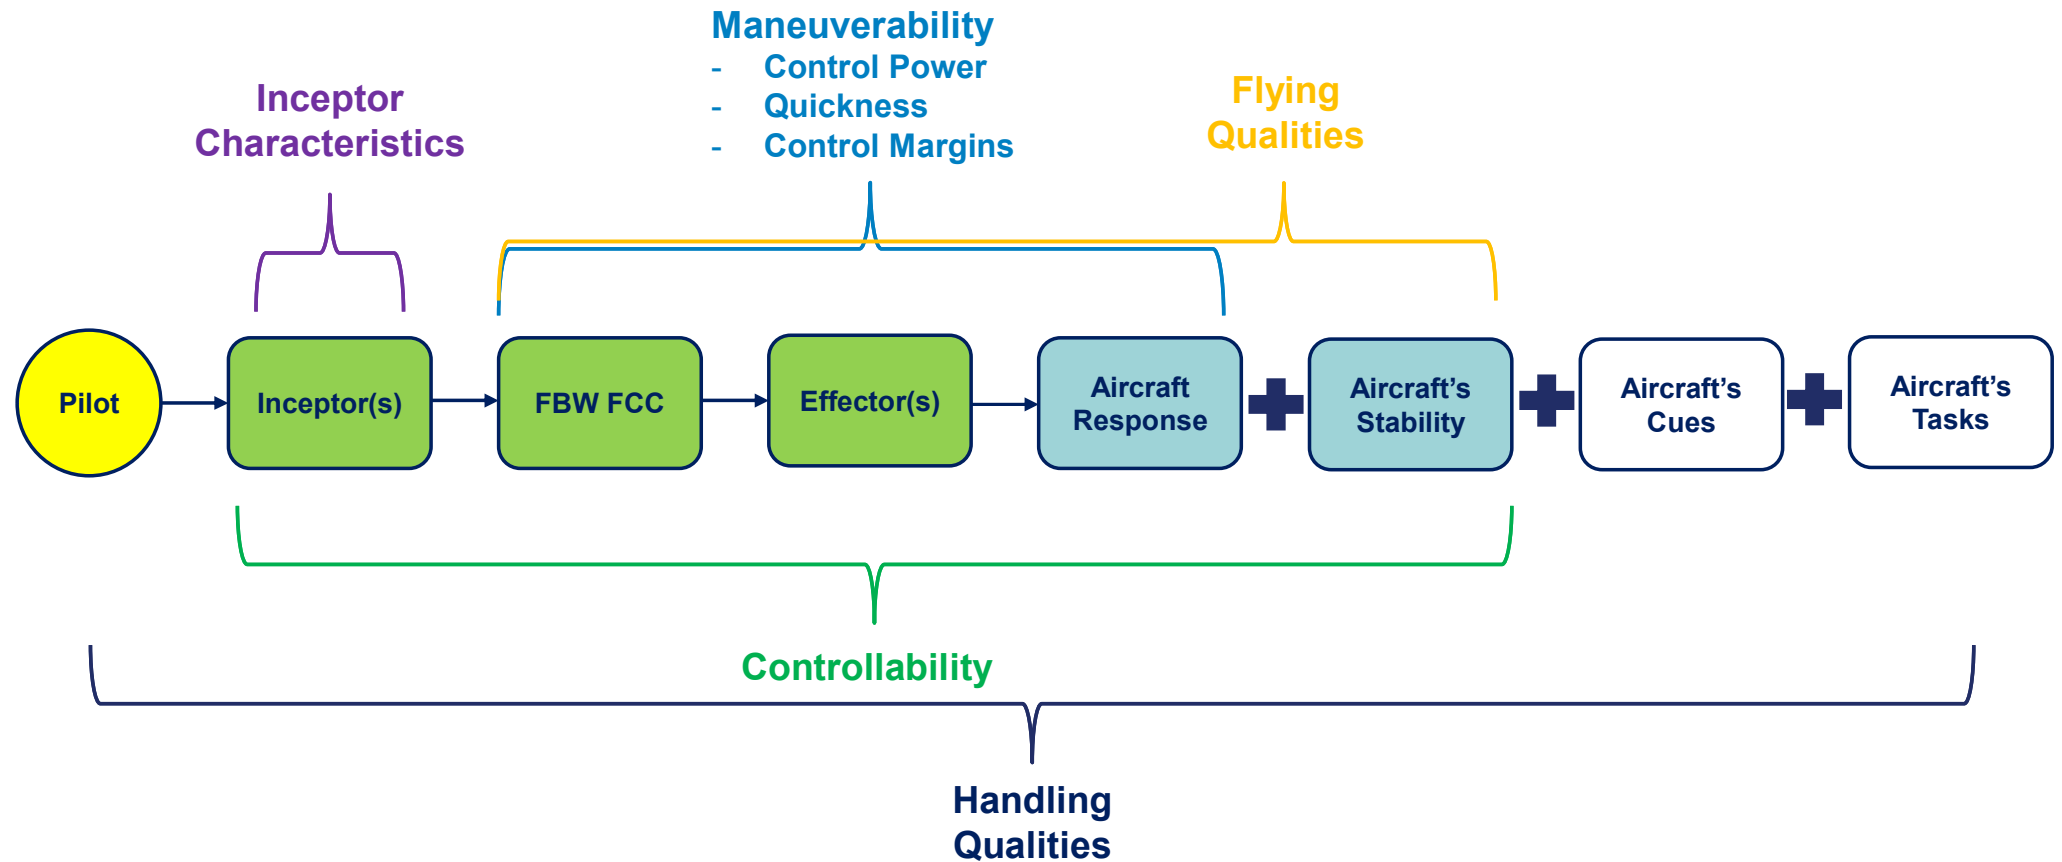 Maneuverability
- Control Power
- Quickness
- Control Margins
Inceptor
Characteristics
Flying
Qualities
Pilot
Inceptor(s)
FBW FCC
Effector(s)
Aircraft
Response
Aircraft’s
Stability
Aircraft’s
Cues
Aircraft’s
Tasks
Controllability
Handling
Qualities